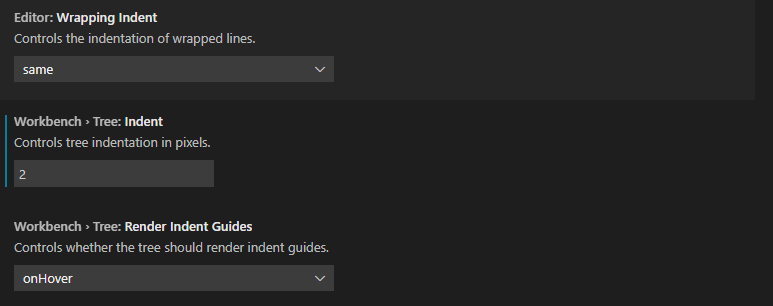 Editor: Wrapping Indent
Controls the indentation of wrapped lines.
same
Workbench › Tree: Indent
Controls tree indentation in pixels.
2
Workbench › Tree: Render Indent Guides
Controls whether the tree should render indent guides.
onHover